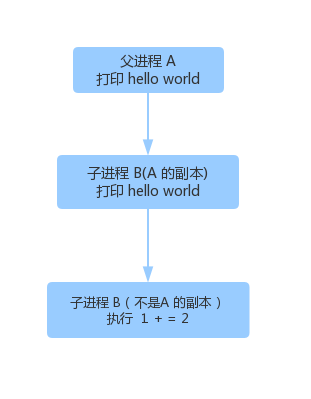 父进程 A
打印 hello world
子进程 B(A 的副本)
打印 hello world
子进程 B（ 不是A 的副本 ）
执行 1 + = 2